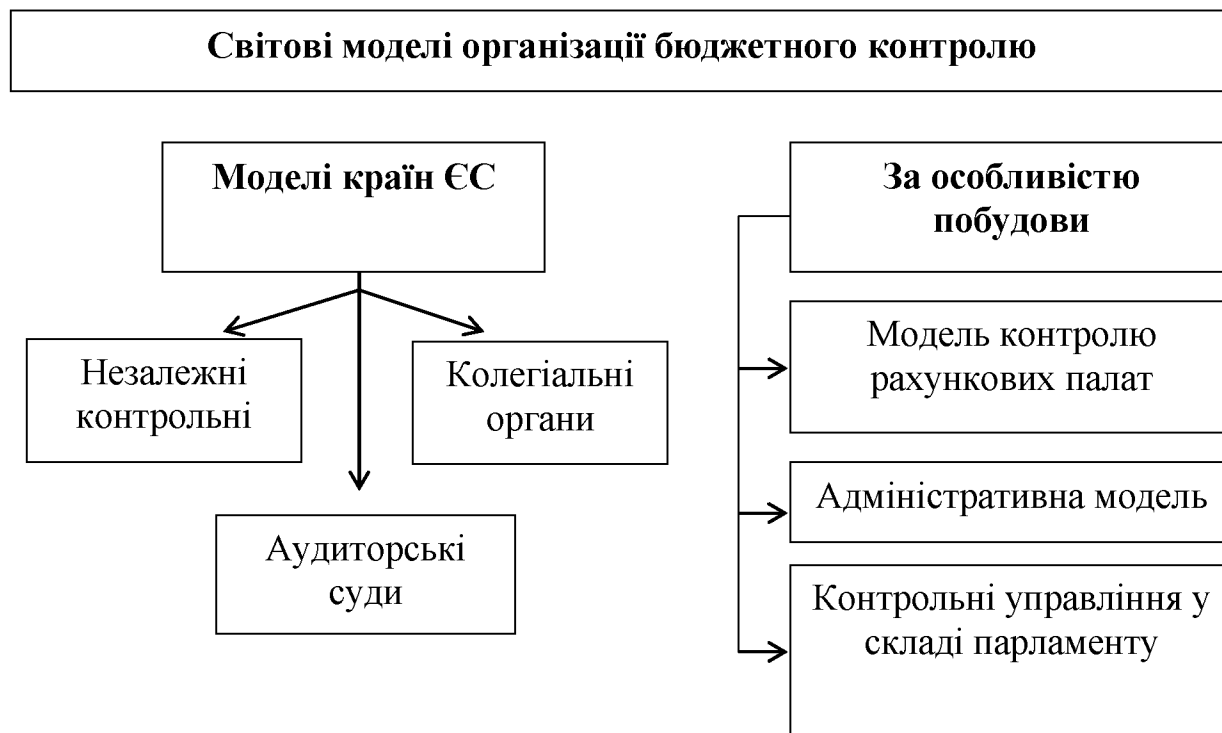 Світові моделі організації бюджетного контролю
Моделі країн ЄС
Незалежні
контрольні
Колегіальні
органи
Аудиторські
суди
За особливістю
побудови
Модель контролю
рахункових палат
Адміністративна модель
Контрольні управління у
складі парламенту